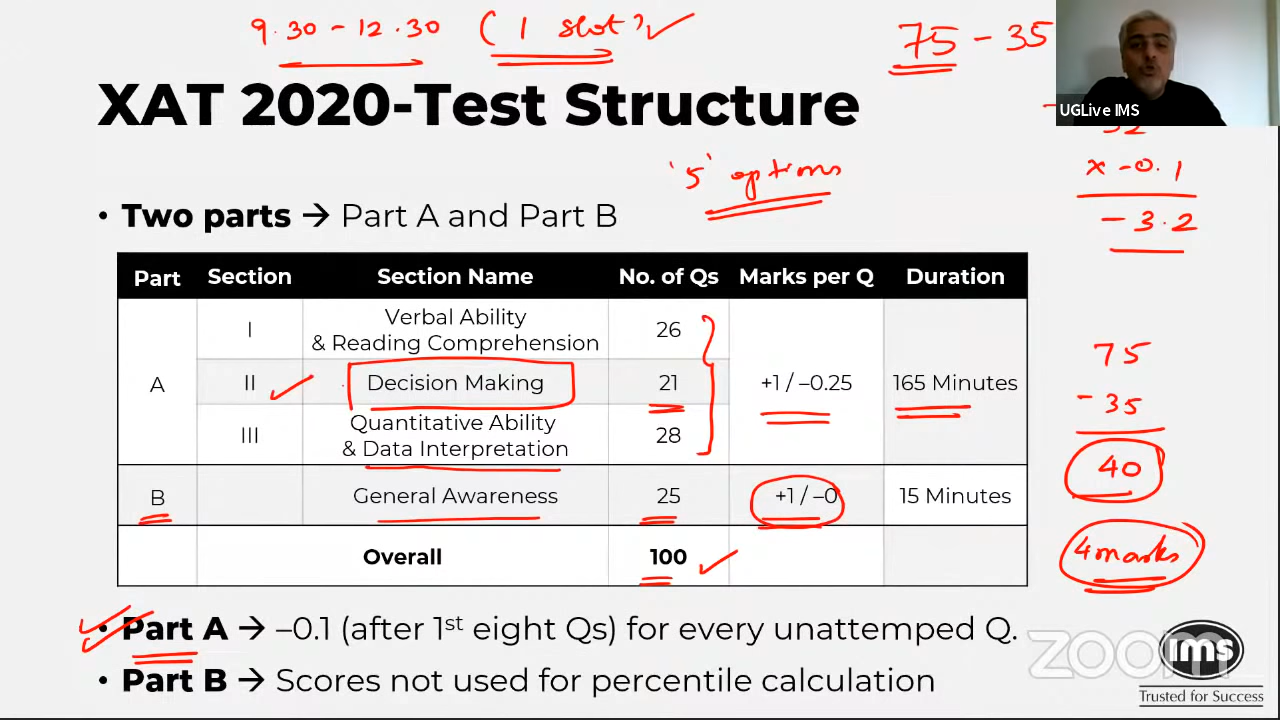 9.30 - 12.30 ( 1 slot )
75 - 35
UGLive IMS
XAT 2020-Test Structure
32
x - 0.1
- 3.2
'5' options
• Two parts → Part A and Part B
Part Section Section Name No. of Qs Marks per Q Duration
A
I Verbal Ability
& Reading Comprehension 26
II Decision Making 21 +1 / –0.25 165 Minutes
III Quantitative Ability
& Data Interpretation 28
B General Awareness 25 +1 / –0 15 Minutes
Overall 100
75
- 35
40
4 marks
• Part A → –0.1 (after 1st eight Qs) for every unattempted Q.
• Part B → Scores not used for percentile calculation
zoom
ims
Trusted for Success